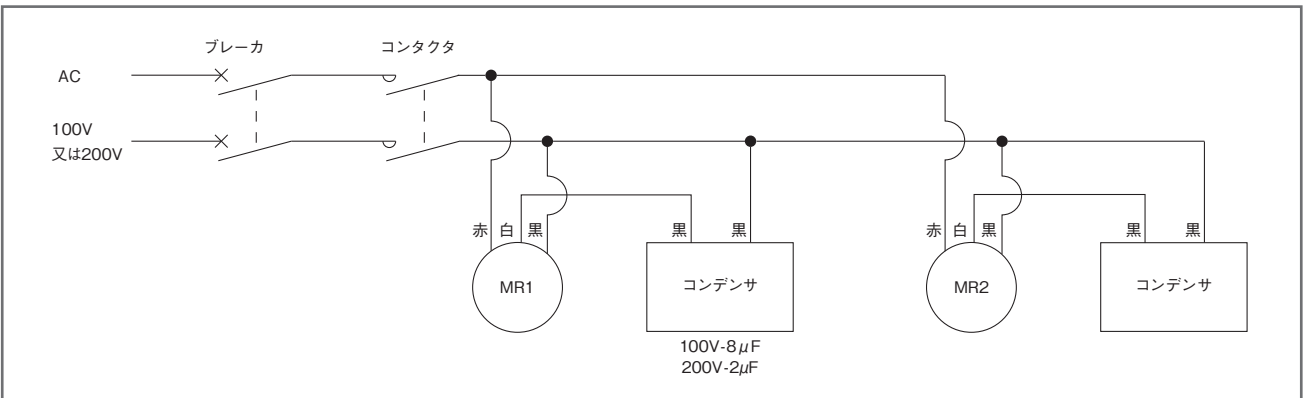 ブレーカ コンタクタ
AC
100V
又は200V
赤 白 黒 黒 黒 赤 白 黒 黒 黒
MR1 コンデンサ MR2 コンデンサ
100V-8μF
200V-2μF